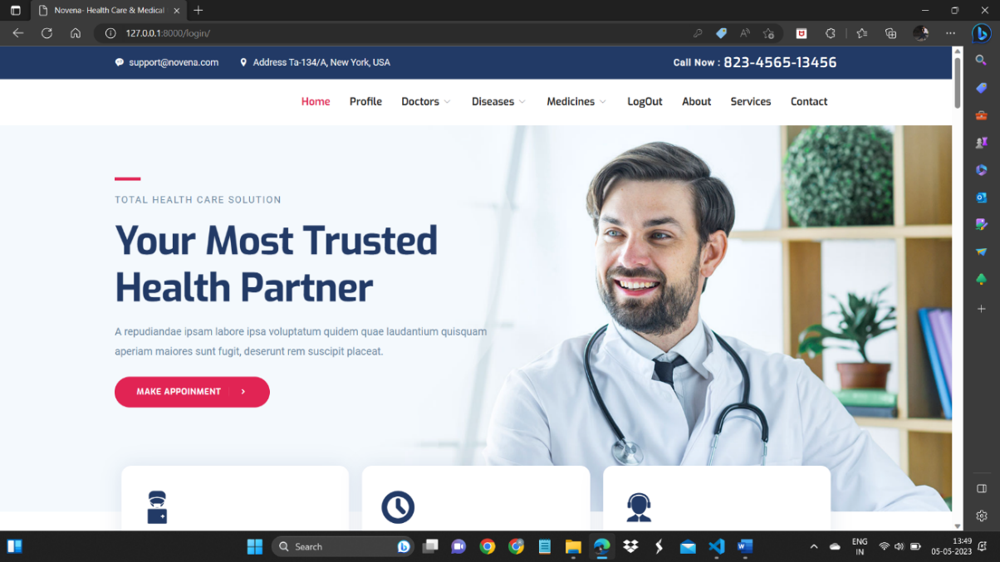 Novena- Health Care & Medical
127.0.0.1:8000/login/
support@novena.com Address Ta-134/A, New York, USA Call Now : 823-4565-13456
Home Profile Doctors Diseases Medicines LogOut About Services Contact
TOTAL HEALTH CARE SOLUTION
Your Most Trusted
Health Partner
A repudiandae ipsam labore ipsa voluptatum quidem quae laudantium quisquam
aperiam maiores sunt fugit, deserunt rem suscipit placeat.
MAKE APPOINMENT
Search
ENG
IN
13:49
05-05-2023